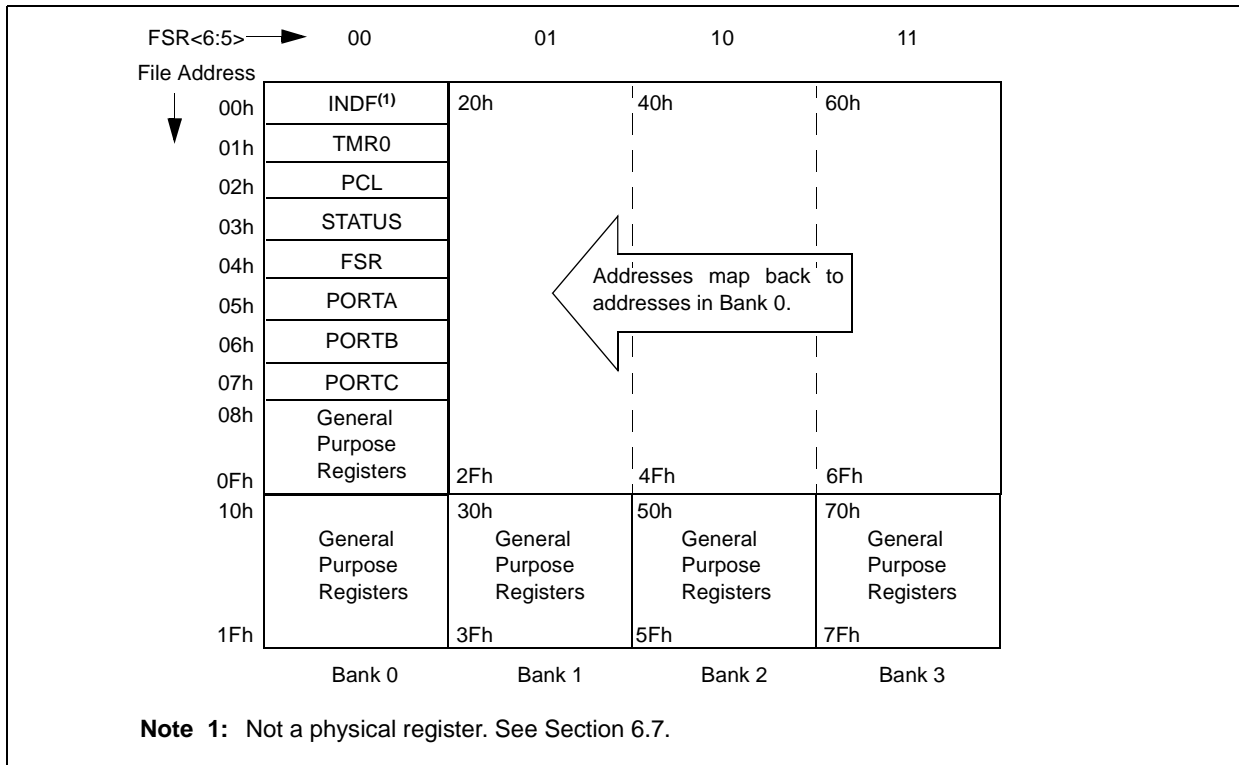 FSR<6:5> 00 01 10 11
File Address
00h INDF(1) 20h 40h 60h
01h TMR0
02h PCL
03h STATUS
04h FSR
Addresses map back to
addresses in Bank 0.
05h PORTA
06h PORTB
07h PORTC
08h General
Purpose
Registers
0Fh 2Fh 4Fh 6Fh
10h 30h 50h 70h
General General General General
Purpose Purpose Purpose Purpose
Registers Registers Registers Registers
1Fh 3Fh 5Fh 7Fh
Bank 0 Bank 1 Bank 2 Bank 3
Note 1: Not a physical register. See Section 6.7.